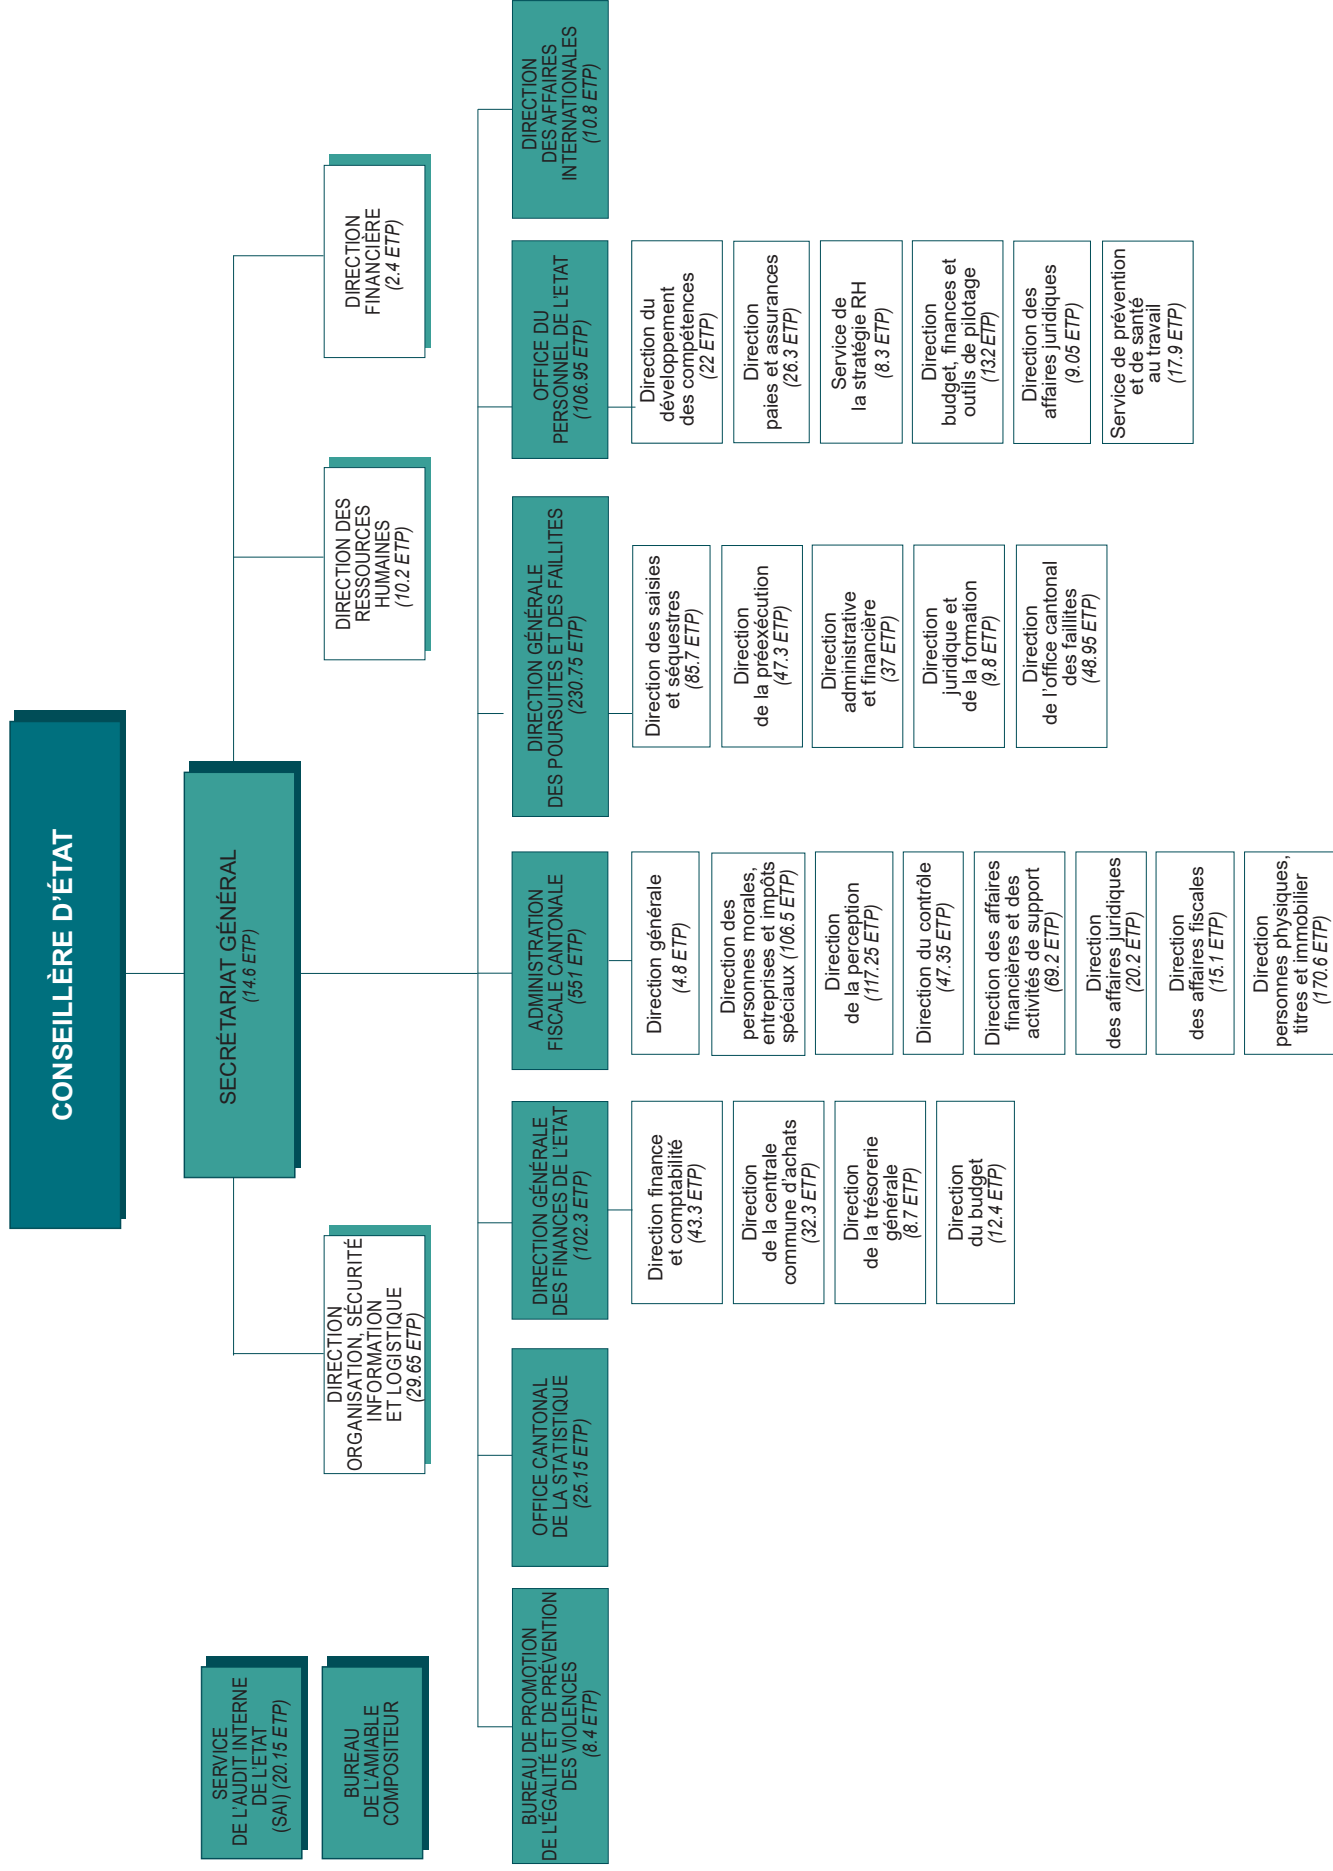 CONSEILLÈRE D'ÉTAT
SECRÉTARIAT GÉNÉRAL
(14.6 ETP)
SERVICE
DE L'AUDIT INTERNE
DE L'ETAT
(SAI) (20.15 ETP)
BUREAU
DE L'AMIABLE
COMPOSITEUR
DIRECTION
ORGANISATION, SÉCURITÉ
INFORMATION
ET LOGISTIQUE
(29.65 ETP)
DIRECTION DES
RESSOURCES
HUMAINES
(10.2 ETP)
DIRECTION
FINANCIÈRE
(2.4 ETP)
BUREAU DE PROMOTION
DE L'ÉGALITÉ ET DE PRÉVENTION
DES VIOLENCES
(8.4 ETP)
OFFICE CANTONAL
DE LA STATISTIQUE
(25.15 ETP)
DIRECTION GÉNÉRALE
DES FINANCES DE L'ETAT
(102.3 ETP)
Direction finance
et comptabilité
(43.3 ETP)
Direction
de la centrale
commune d'achats
(32.3 ETP)
Direction
de la trésorerie
générale
(8.7 ETP)
Direction
du budget
(12.4 ETP)
ADMINISTRATION
FISCALE CANTONALE
(551 ETP)
Direction générale
(4.8 ETP)
Direction des
personnes morales,
entreprises et impôts
spéciaux (106.5 ETP)
Direction
de la perception
(117.25 ETP)
Direction du contrôle
(47.35 ETP)
Direction des affaires
financières et des
activités de support
(69.2 ETP)
Direction
des affaires juridiques
(20.2 ETP)
Direction
des affaires fiscales
(15.1 ETP)
Direction
personnes physiques,
titres et immobilier
(170.6 ETP)
DIRECTION GÉNÉRALE
DES POURSUITES ET DES FAILLITES
(230.75 ETP)
Direction des saisies
et séquestres
(85.7 ETP)
Direction
de la préexécution
(47.3 ETP)
Direction
administrative
et financière
(37 ETP)
Direction
juridique et
de la formation
(9.8 ETP)
Direction
de l'office cantonal
des faillites
(48.95 ETP)
OFFICE DU
PERSONNEL DE L'ETAT
(106.95 ETP)
Direction du
développement
des compétences
(22 ETP)
Direction
paies et assurances
(26.3 ETP)
Service de
la stratégie RH
(8.3 ETP)
Direction
budget, finances et
outils de pilotage
(13.2 ETP)
Direction des
affaires juridiques
(9.05 ETP)
Service de prévention
et de santé
au travail
(17.9 ETP)
DIRECTION
DES AFFAIRES
INTERNATIONALES
(10.8 ETP)